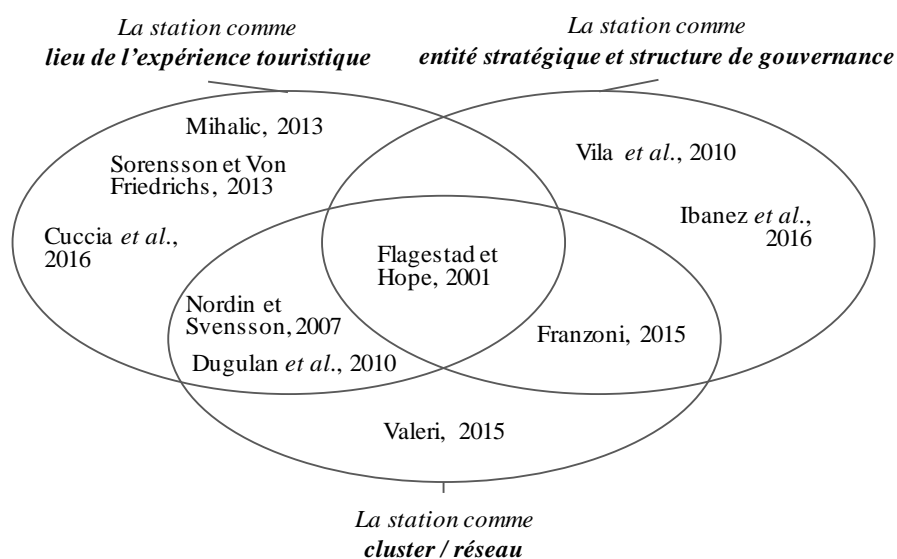 La station comme
lieu de l'expérience touristique
La station comme
entité stratégique et structure de gouvernance
Mihalic, 2013
Sorensson et Von
Friedrichs, 2013
Cuccia et al.,
2016
Vila et al., 2010
Ibanez et al.,
2016
Flagestad et
Hope, 2001
Nordin et
Svensson, 2007
Dugulan et al., 2010
Franzoni, 2015
Valeri, 2015
La station comme
cluster / réseau